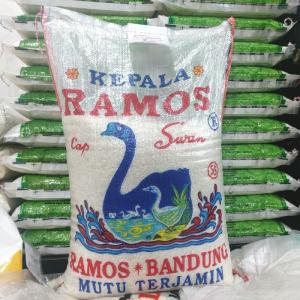 KEPALA
RAMOS
Cap Swan
RAMOS * BANDUNG
MUTU TERJAMIN